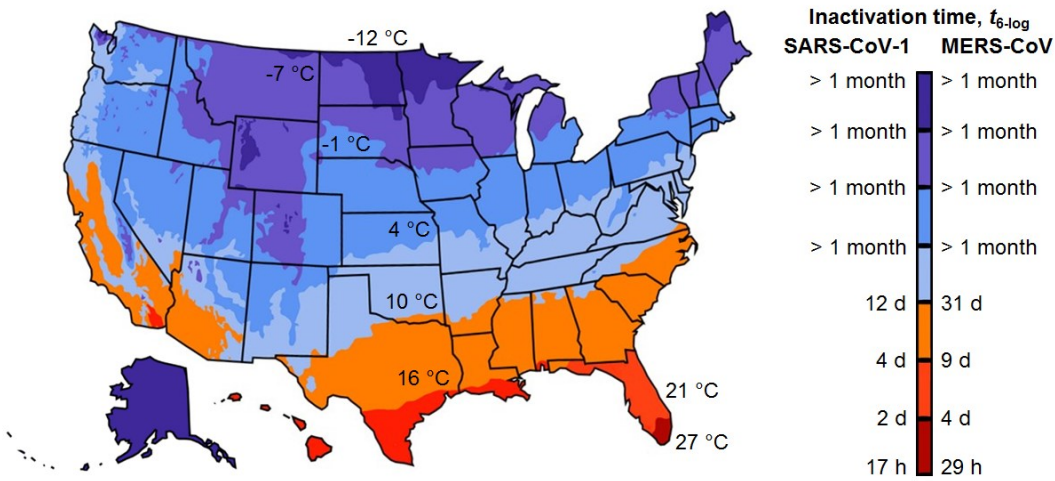 Inactivation time, t6-log
SARS-CoV-1 MERS-CoV
-12 °C
-7 °C
-1 °C
4 °C
10 °C
16 °C
21 °C
27 °C
> 1 month > 1 month
> 1 month > 1 month
> 1 month > 1 month
> 1 month > 1 month
12 d 31 d
4 d 9 d
2 d 4 d
17 h 29 h